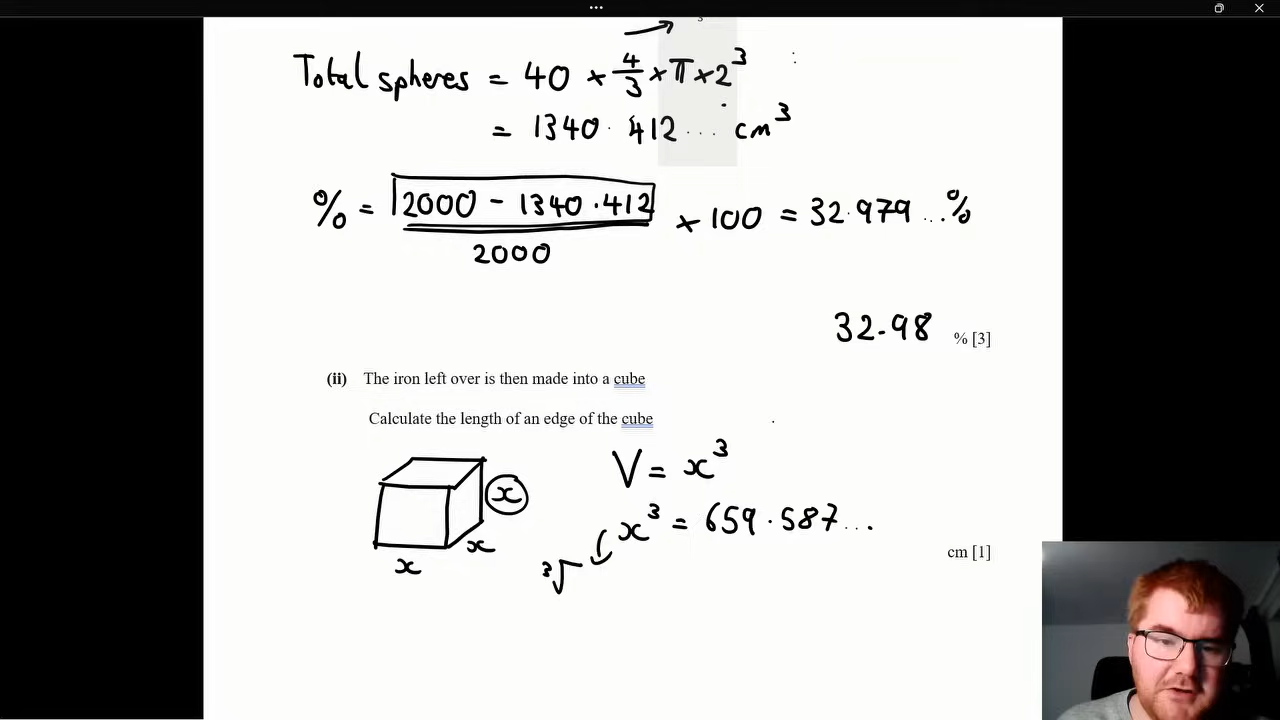 Total spheres = 40 × 4/3 × π × 2³
= 1340.412... cm³
% = 2000 - 1340.412 / 2000 × 100 = 32.979...%
32.98 % [3]
(ii) The iron left over is then made into a cube
Calculate the length of an edge of the cube
V = x³
x
x³ = 659.587...
x
x
³√
cm [1]